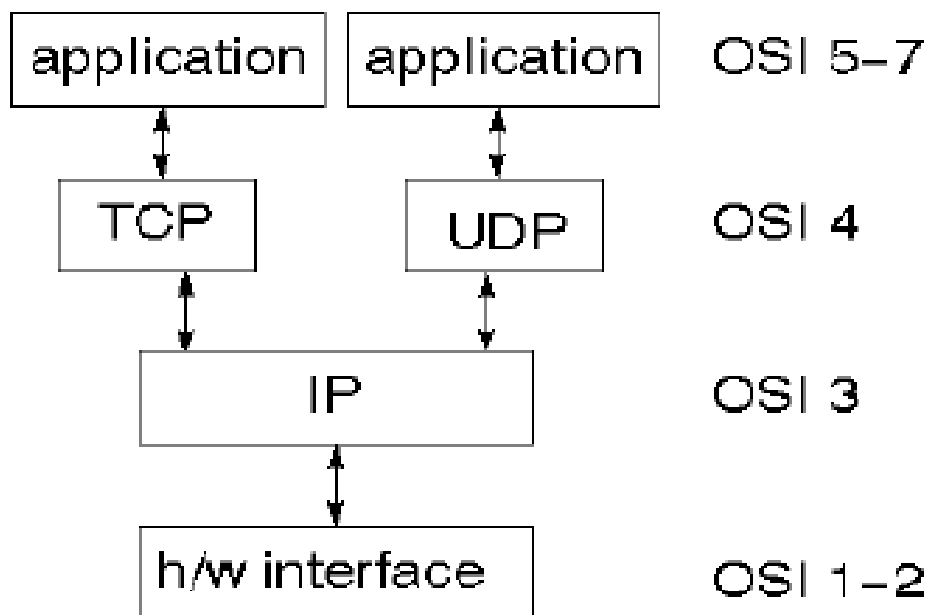 application application OSI 5-7
TCP UDP OSI 4
IP OSI 3
h/w interface OSI 1-2